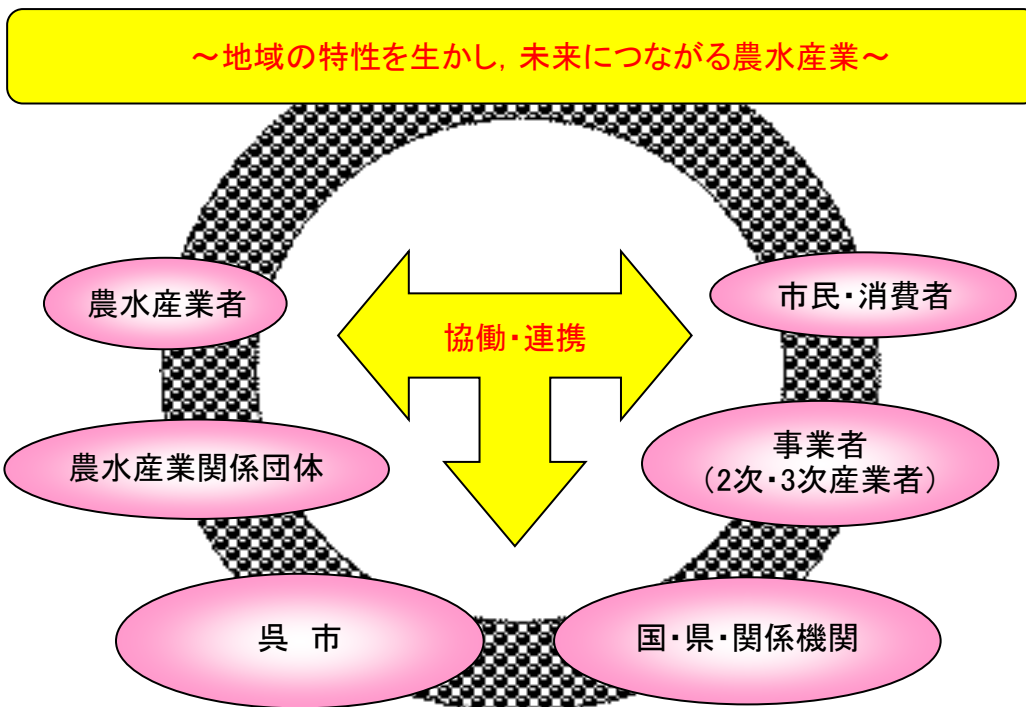 ～地域の特性を生かし，未来につながる農水産業～
農水産業者
市民・消費者
協働・連携
農水産業関係団体
事業者
（2次・3次産業者）
呉 市
国・県・関係機関